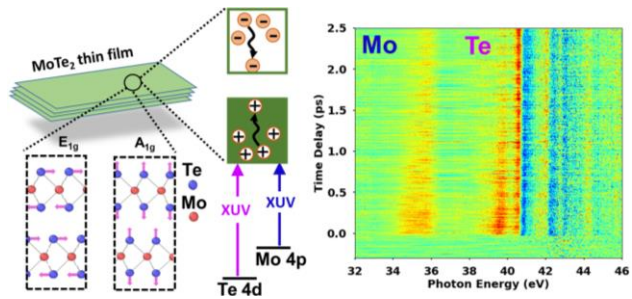 MoTe₂ thin film
E₁g
A₁g
Te
Mo
XUV
XUV
Mo 4p
Te 4d
Mo
Te
Time Delay (ps)
2.5
2.0
1.5
1.0
0.5
0.0
32 34 36 38 40 42 44 46
Photon Energy (eV)